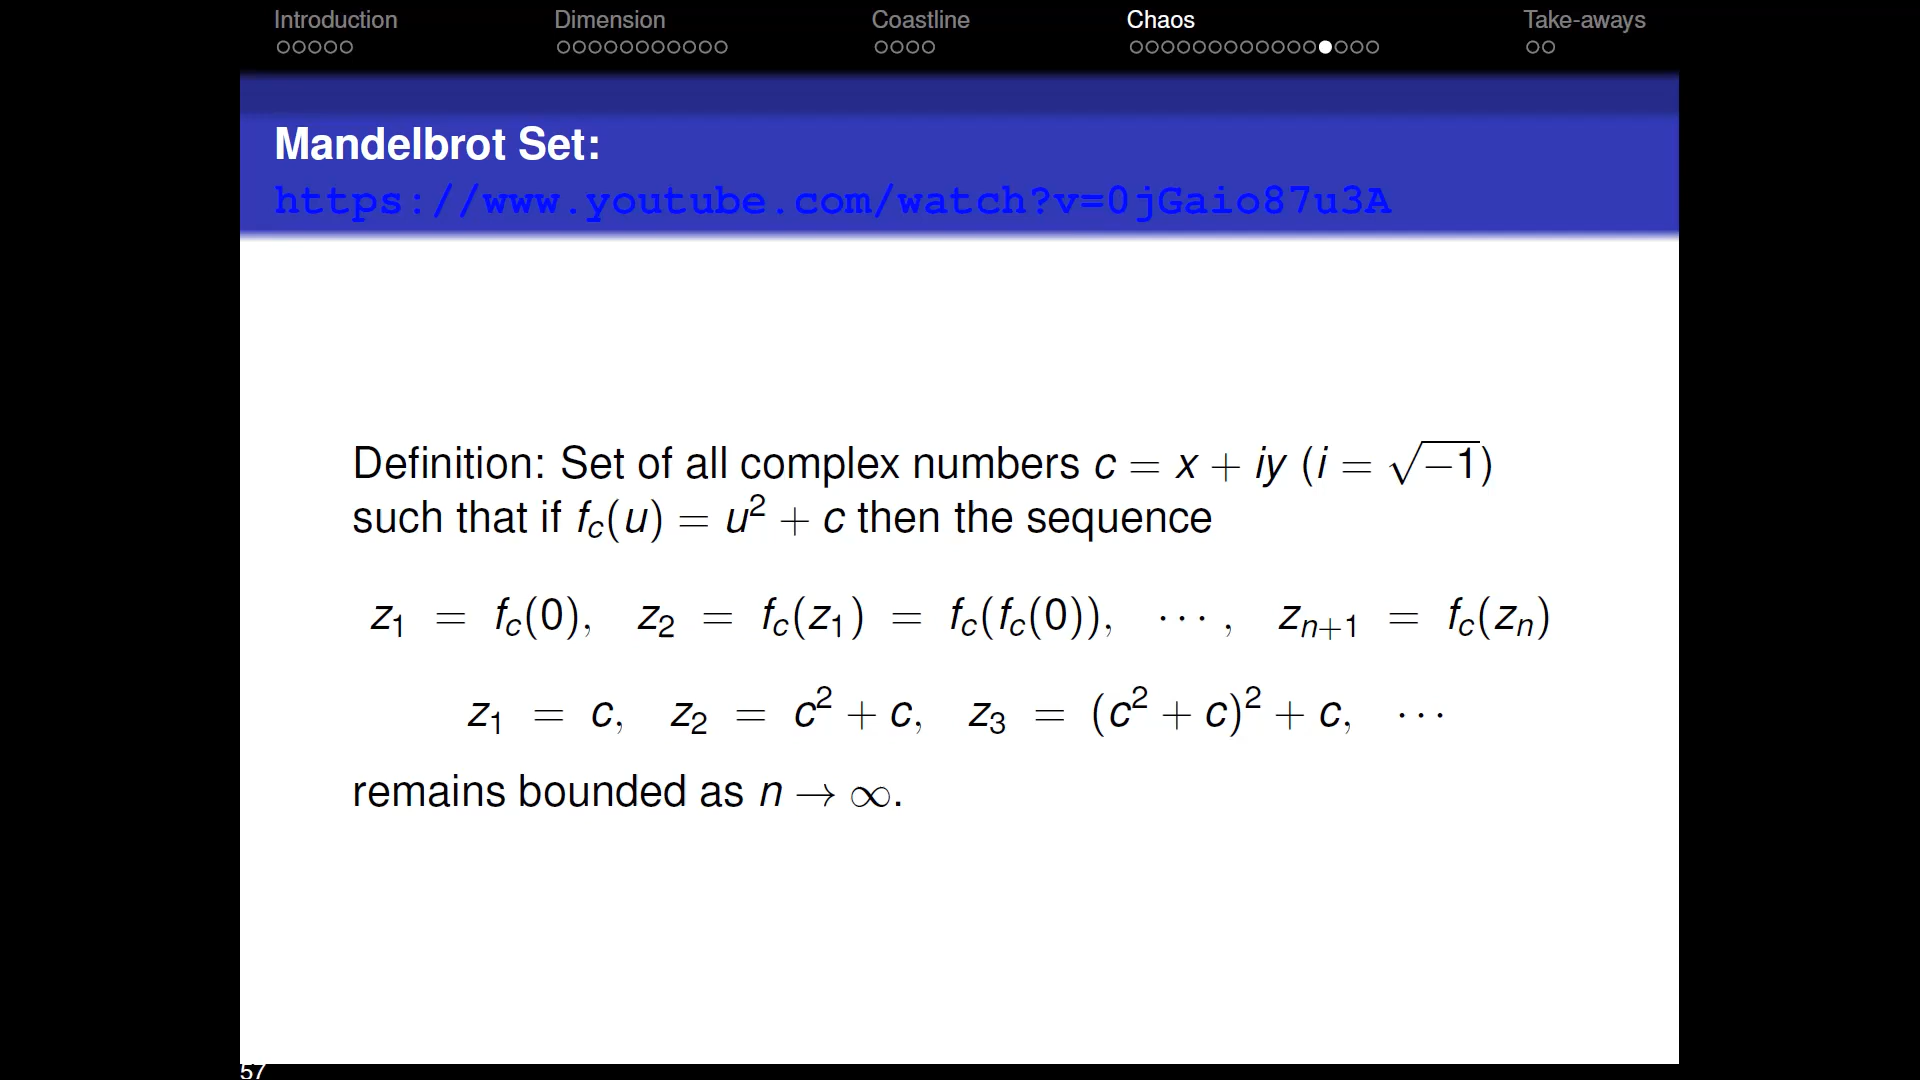 Introduction Dimension Coastline Chaos Take-aways
Mandelbrot Set:
https://www.youtube.com/watch?v=0jGaio87u3A
Definition: Set of all complex numbers c = x + iy (i = √−1)
such that if f_c(u) = u² + c then the sequence
z₁ = f_c(0), z₂ = f_c(z₁) = f_c(f_c(0)), ⋯ , z_{n+1} = f_c(z_n)
z₁ = c, z₂ = c² + c, z₃ = (c² + c)² + c, ⋯
remains bounded as n → ∞.
57